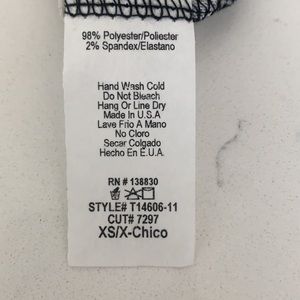 98% Polyester/Poliester
2% Spandex/Elastano
Hand Wash Cold
Do Not Bleach
Hang Or Line Dry
Made In U.S.A
Lave Frio A Mano
No Cloro
Secar Colgado
Hecho En E.U.A.
RN # 138830
STYLE# T14606-11
CUT# 7297
XS/X-Chico